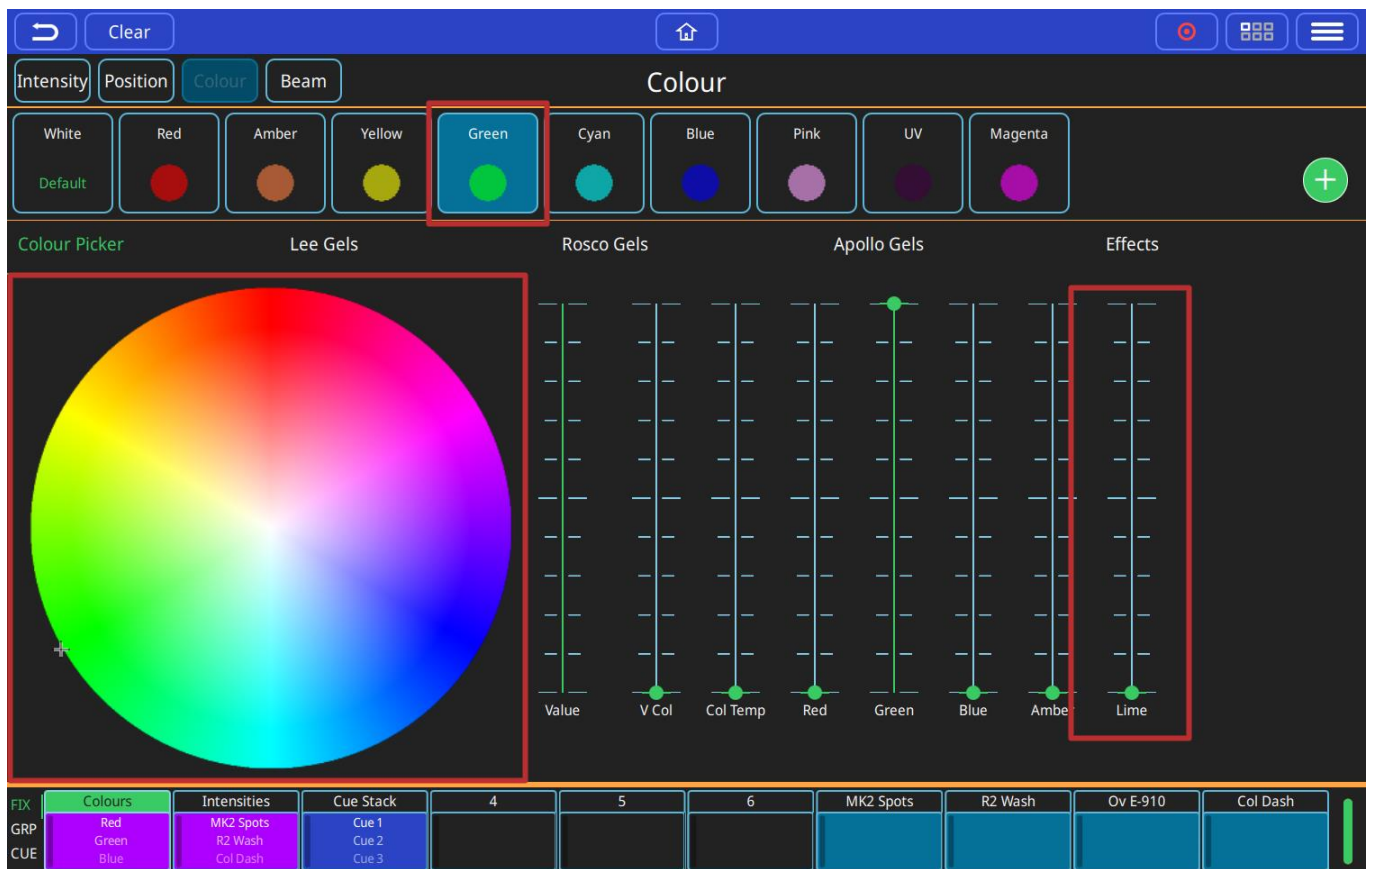 Clear
Intensity Position Colour Beam Colour
White Red Amber Yellow Green Cyan Blue Pink UV Magenta
Default
Colour Picker Lee Gels Rosco Gels Apollo Gels Effects
Value V Col Col Temp Red Green Blue Amber Lime
FIX Colours Intensities Cue Stack 4 5 6 MK2 Spots R2 Wash Ov E-910 Col Dash
Red MK2 Spots Cue 1
GRP Green R2 Wash Cue 2
CUE Blue Col Dash Cue 3